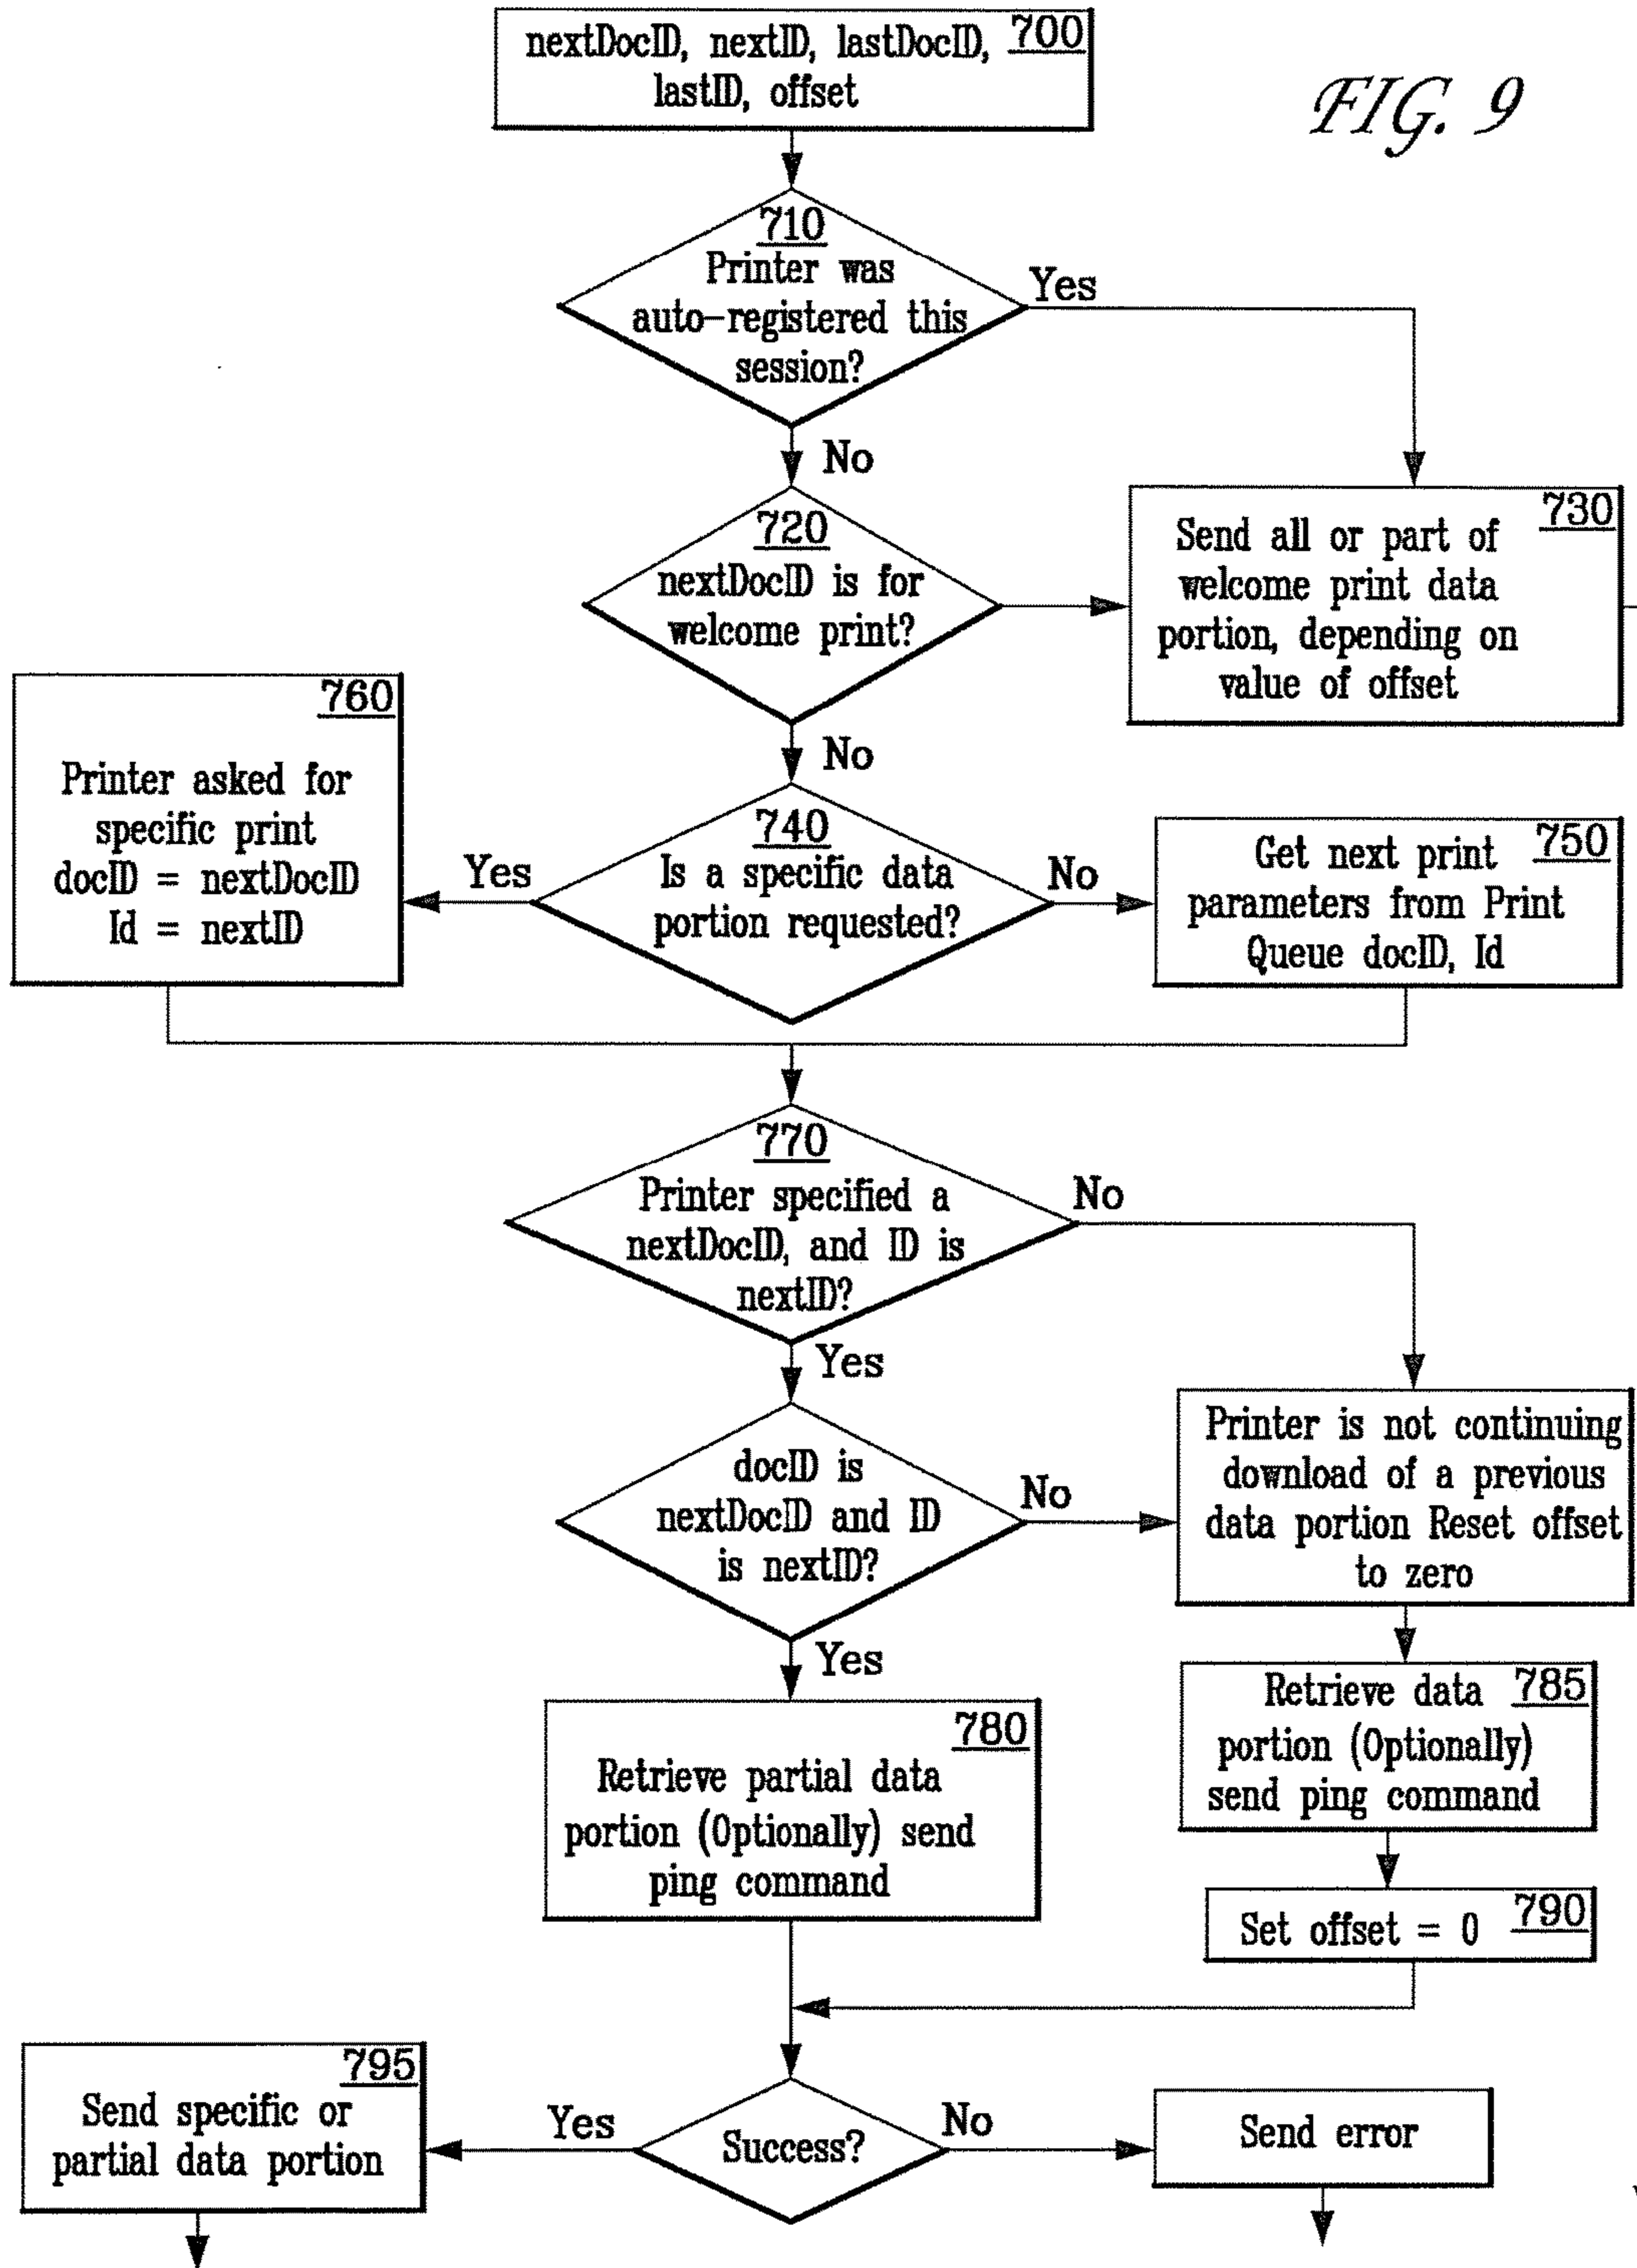 nextDocID, nextID, lastDocID, 700
lastID, offset
FIG. 9
710
Printer was
auto-registered this
session?
Yes
No
720
nextDocID is for
welcome print?
730
Send all or part of
welcome print data
portion, depending on
value of offset
No
760
Printer asked for
specific print
docID = nextDocID
Id = nextID
Yes
740
Is a specific data
portion requested?
No
Get next print 750
parameters from Print
Queue docID, Id
770
Printer specified a
nextDocID, and ID is
nextID?
No
Yes
docID is
nextDocID and ID
is nextID?
No
Printer is not continuing
download of a previous
data portion Reset offset
to zero
Yes
780
Retrieve partial data
portion (Optionally) send
ping command
Retrieve data 785
portion (Optionally)
send ping command
Set offset = 0 790
795
Send specific or
partial data portion
Yes
Success?
No
Send error